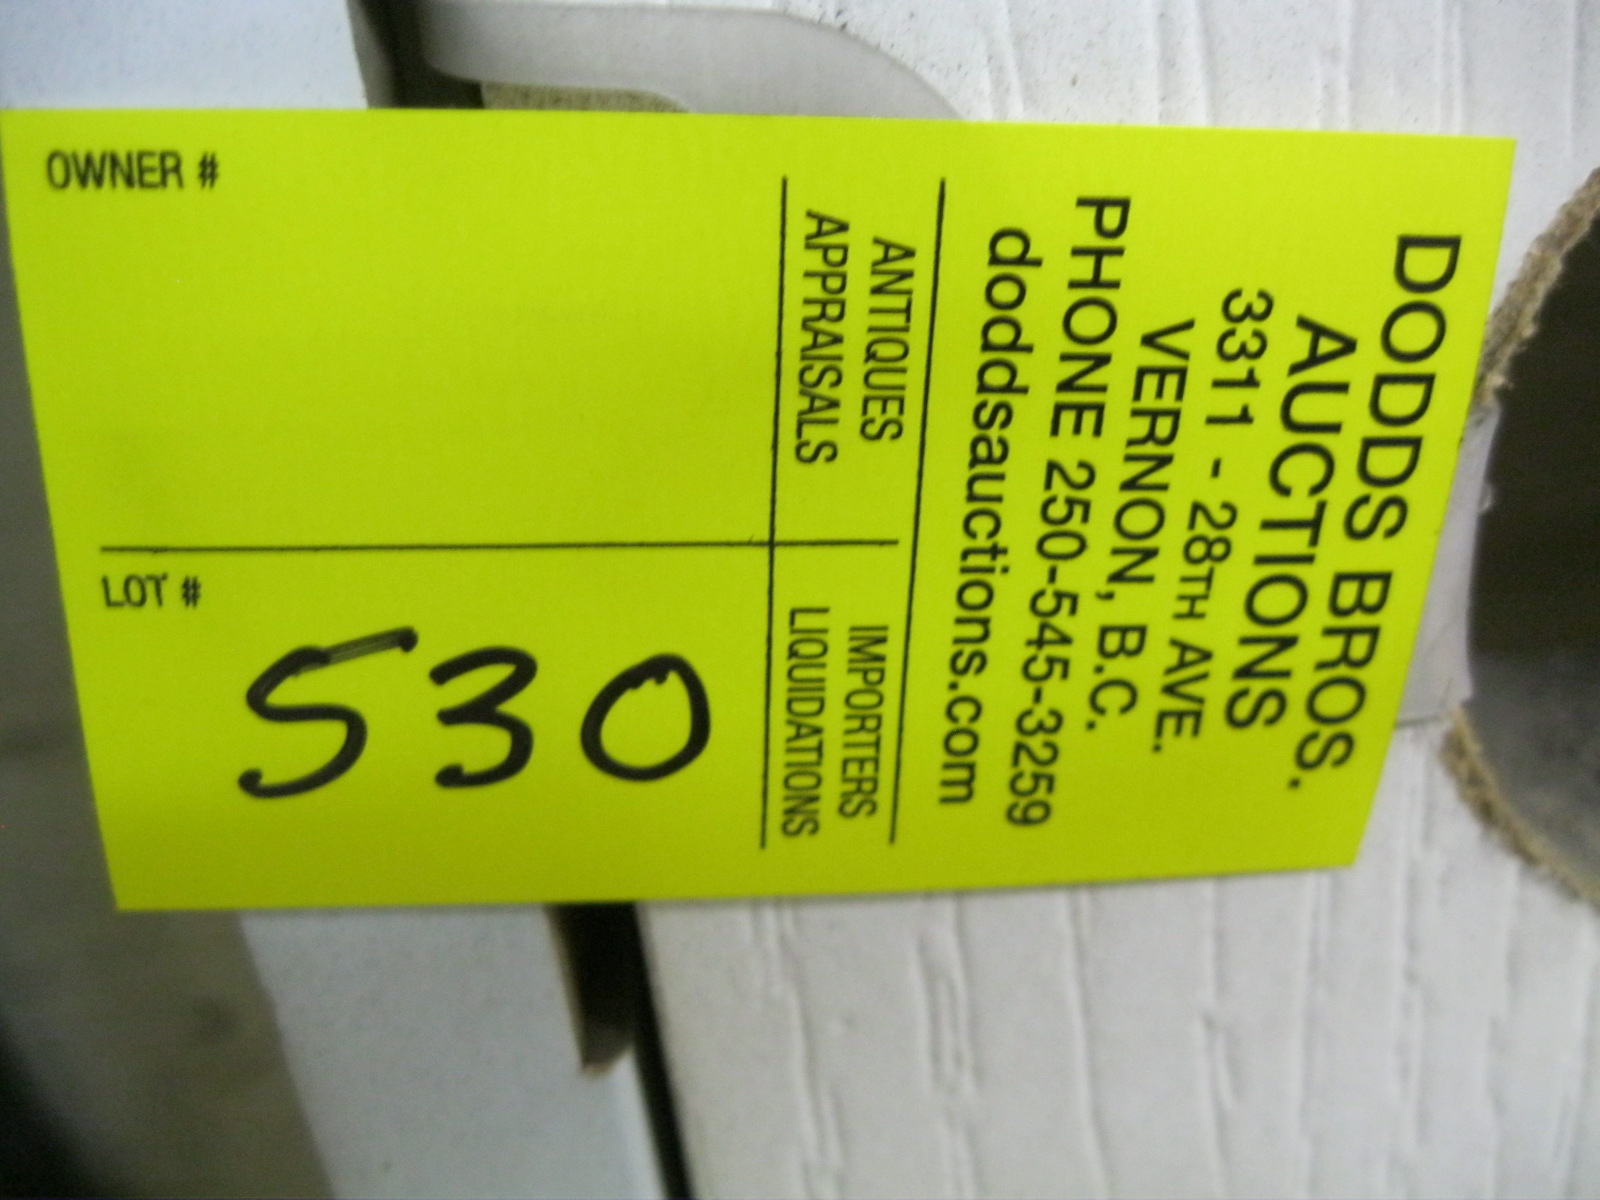 DODDS BROS.
AUCTIONS
3311 - 28TH AVE.
VERNON, B.C.
PHONE 250-545-3259
doddsauctions.com
ANTIQUES
APPRAISALS
IMPORTERS
LIQUIDATIONS
OWNER #
LOT #
530